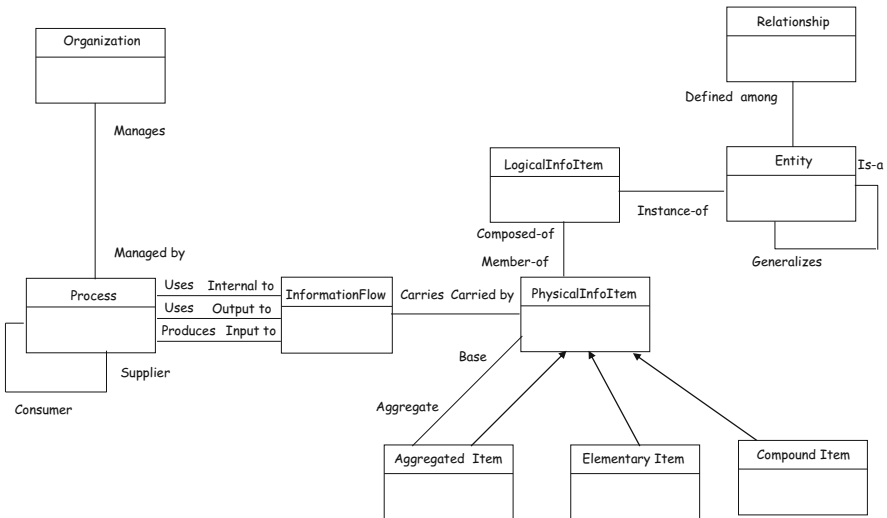 Relationship
Organization
Defined among
Manages
LogicalInfoItem
Entity
Is-a
Instance-of
Composed-of
Managed by
Member-of
Generalizes
Process
Uses Internal to
Uses Output to
Produces Input to
InformationFlow
Carries Carried by
PhysicalInfoItem
Base
Supplier
Consumer
Aggregate
Aggregated Item
Elementary Item
Compound Item